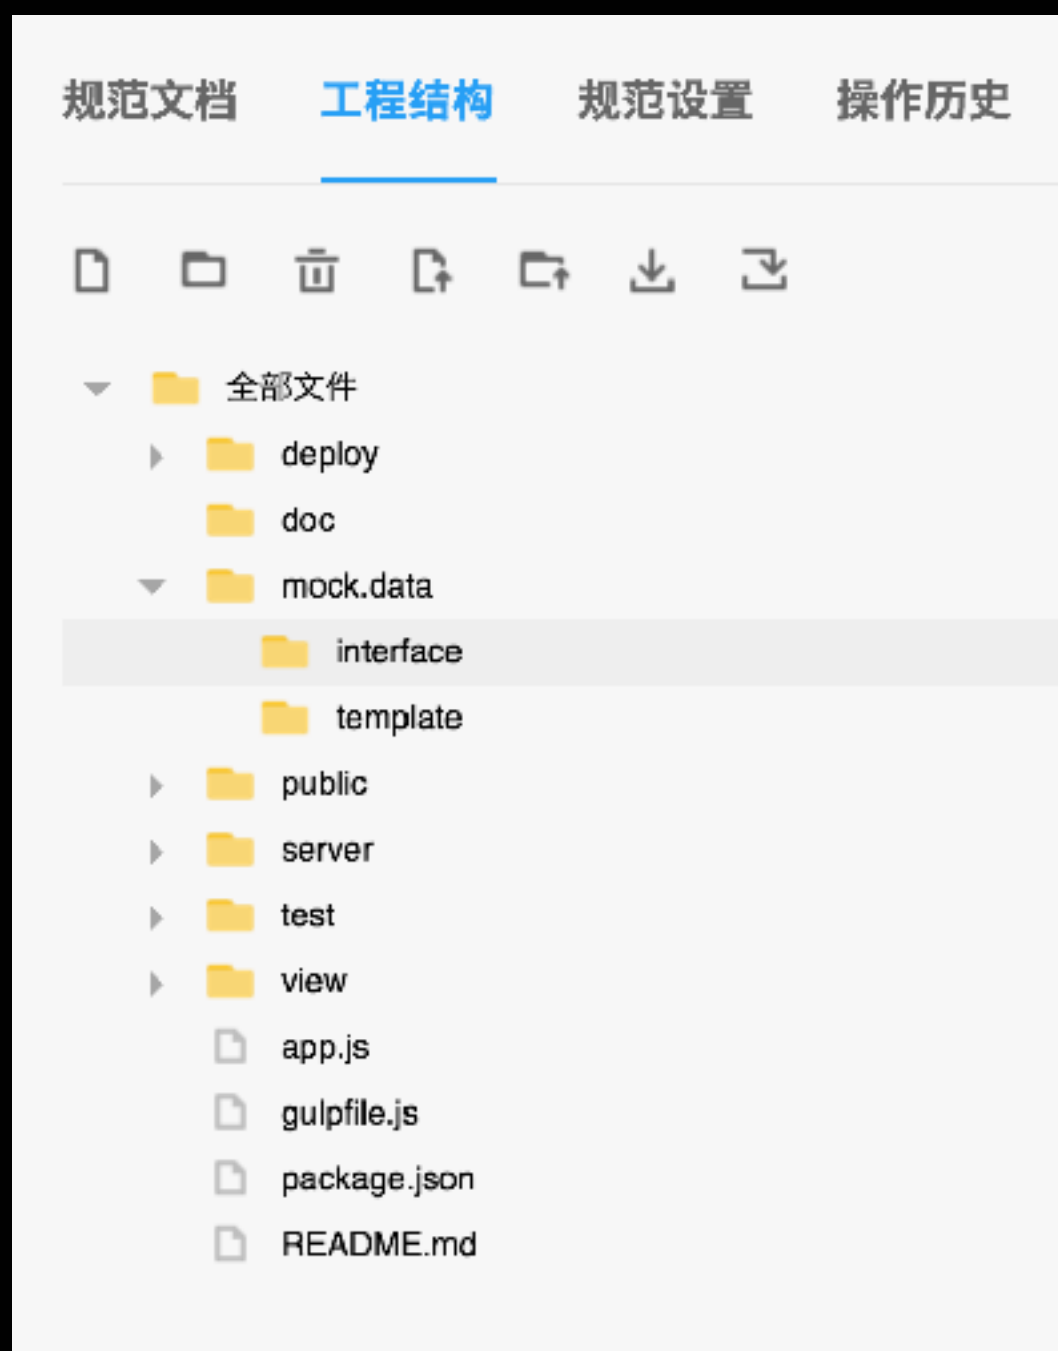 规范文档 工程结构 规范设置 操作历史
全部文件
deploy
doc
mock.data
interface
template
public
server
test
view
app.js
gulpfile.js
package.json
README.md